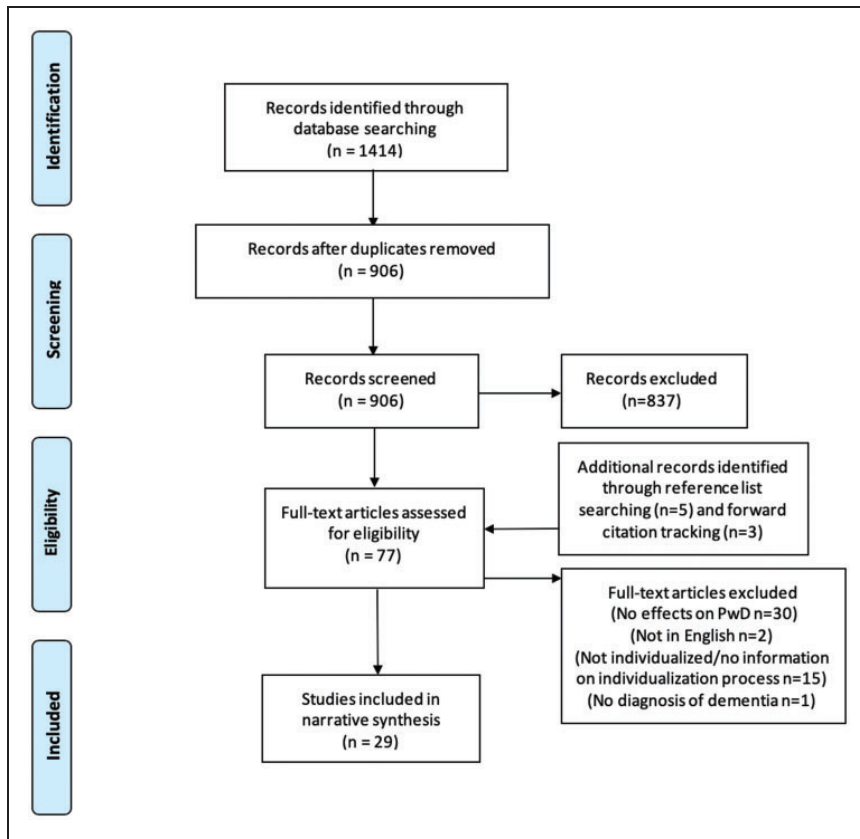 Identification
Records identified through
database searching
(n = 1414)
Records after duplicates removed
(n = 906)
Screening
Records screened
(n = 906)
Records excluded
(n=837)
Additional records identified
through reference list
searching (n=5) and forward
citation tracking (n=3)
Eligibility
Full-text articles assessed
for eligibility
(n = 77)
Full-text articles excluded
(No effects on PwD n=30)
(Not in English n=2)
(Not individualized/no information
on individualization process n=15)
(No diagnosis of dementia n=1)
Included
Studies included in
narrative synthesis
(n = 29)